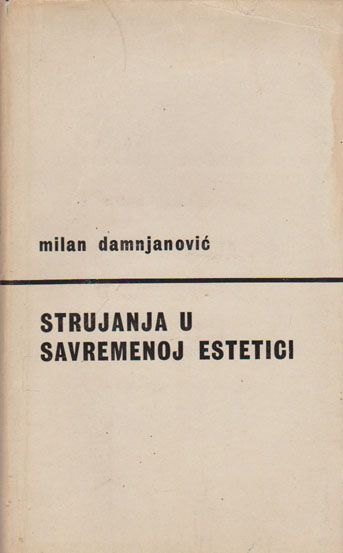 milan damnjanović
STRUJANJA U
SAVREMENOJ ESTETICI